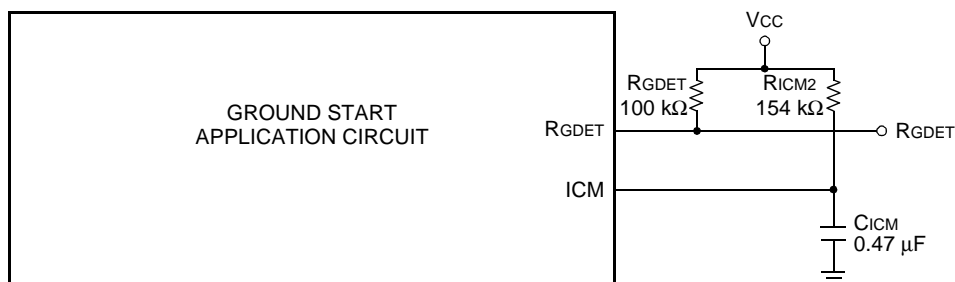 VCC
RGDET
100 kΩ
RICM2
154 kΩ
GROUND START
APPLICATION CIRCUIT
RGDET
RGDET
ICM
CICM
0.47 μF